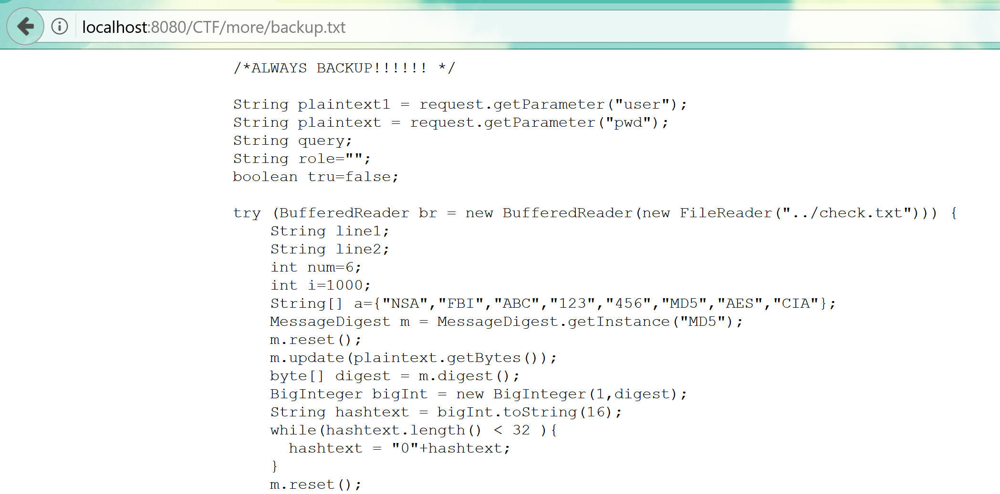 localhost:8080/CTF/more/backup.txt
/*ALWAYS BACKUP!!!!!! */
String plaintext1 = request.getParameter("user");
String plaintext = request.getParameter("pwd");
String query;
String role="";
boolean tru=false;
try (BufferedReader br = new BufferedReader(new FileReader("../check.txt"))) {
    String line1;
    String line2;
    int num=6;
    int i=1000;
    String[] a={"NSA","FBI","ABC","123","456","MD5","AES","CIA"};
    MessageDigest m = MessageDigest.getInstance("MD5");
    m.reset();
    m.update(plaintext.getBytes());
    byte[] digest = m.digest();
    BigInteger bigInt = new BigInteger(1,digest);
    String hashtext = bigInt.toString(16);
    while(hashtext.length() < 32 ){
      hashtext = "0"+hashtext;
    }
    m.reset();